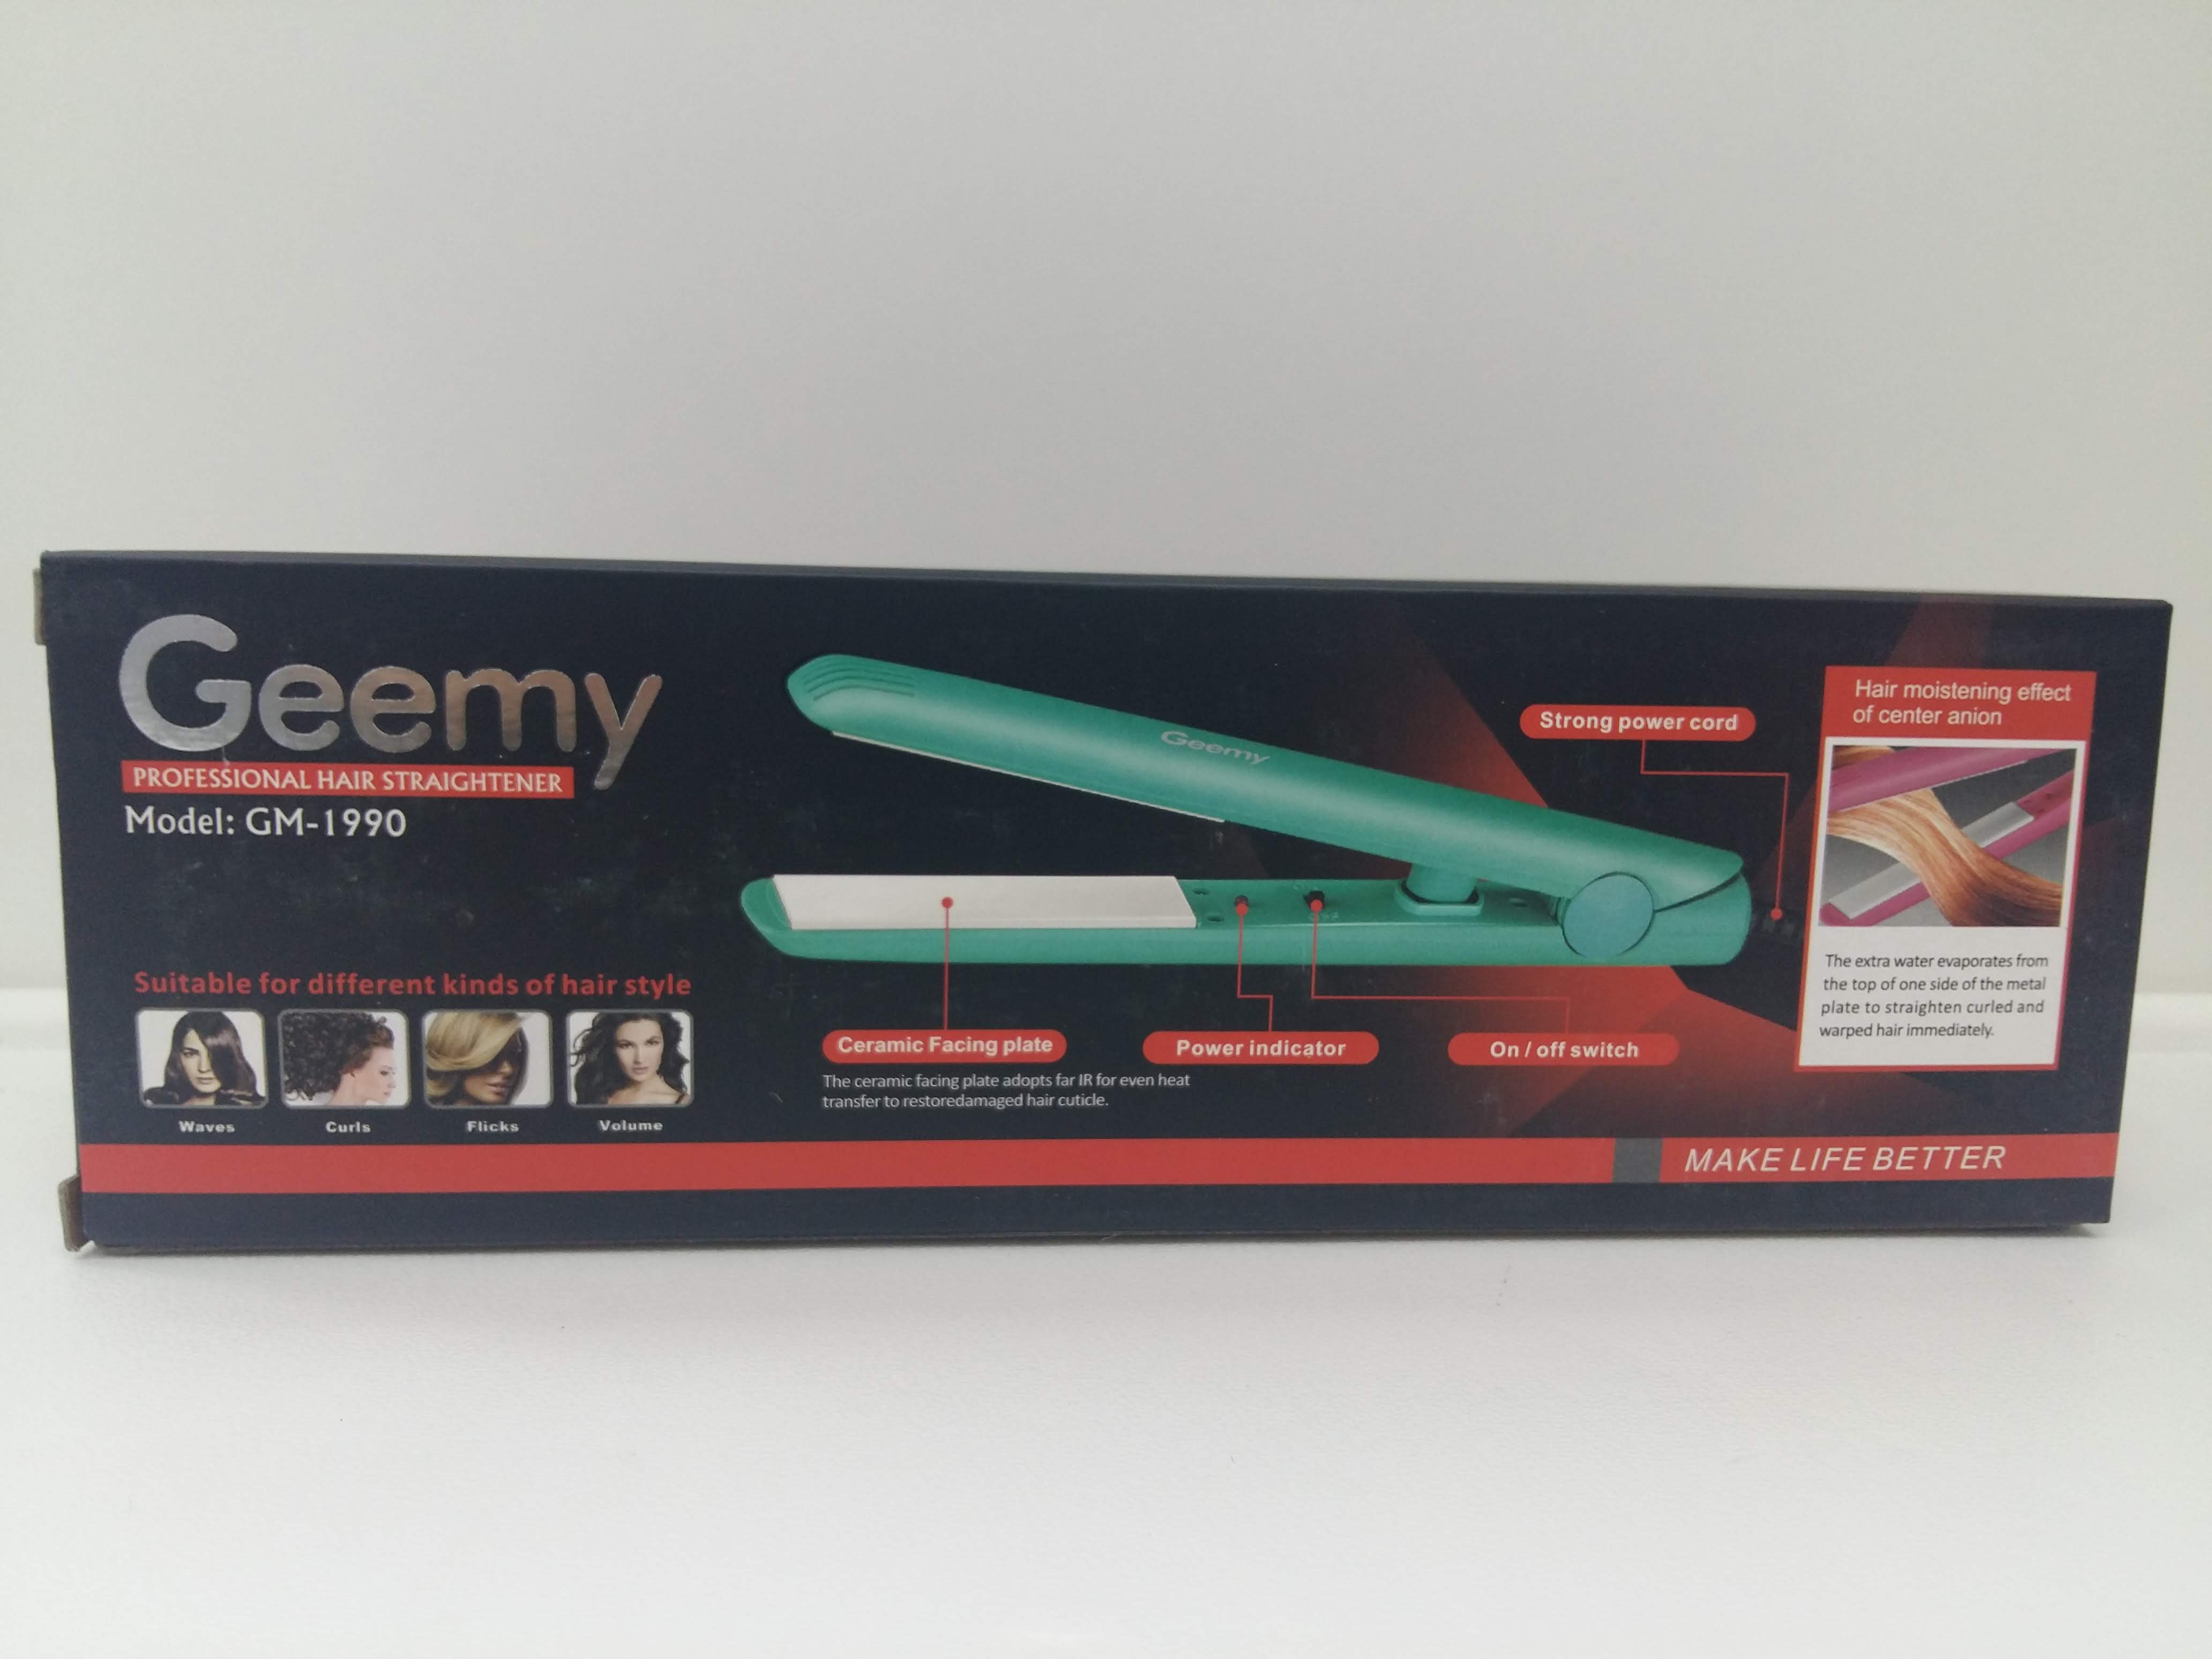 Geemy
PROFESSIONAL HAIR STRAIGHTENER
Model: GM-1990
Suitable for different kinds of hair style
Waves
Curls
Flicks
Volume
Geemy
Strong power cord
Ceramic Facing plate
The ceramic facing plate adopts far IR for even heat
transfer to restoredamaged hair cuticle.
Power indicator
On / off switch
Hair moistening effect
of center anion
The extra water evaporates from
the top of one side of the metal
plate to straighten curled and
warped hair immediately.
MAKE LIFE BETTER